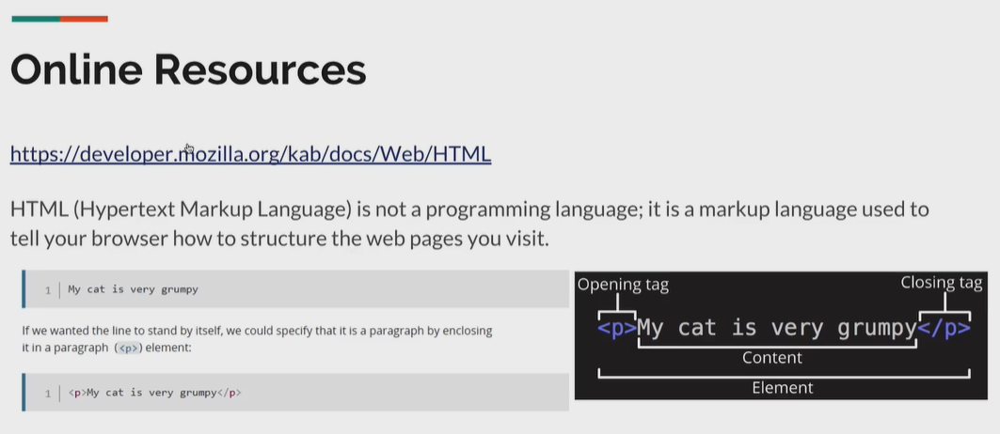 Online Resources
https://developer.mozilla.org/kab/docs/Web/HTML
HTML (Hypertext Markup Language) is not a programming language; it is a markup language used to
tell your browser how to structure the web pages you visit.
1 My cat is very grumpy
If we wanted the line to stand by itself, we could specify that it is a paragraph by enclosing
it in a paragraph (<p>) element:
1 <p>My cat is very grumpy</p>
Opening tag Closing tag
<p>My cat is very grumpy</p>
Content
Element